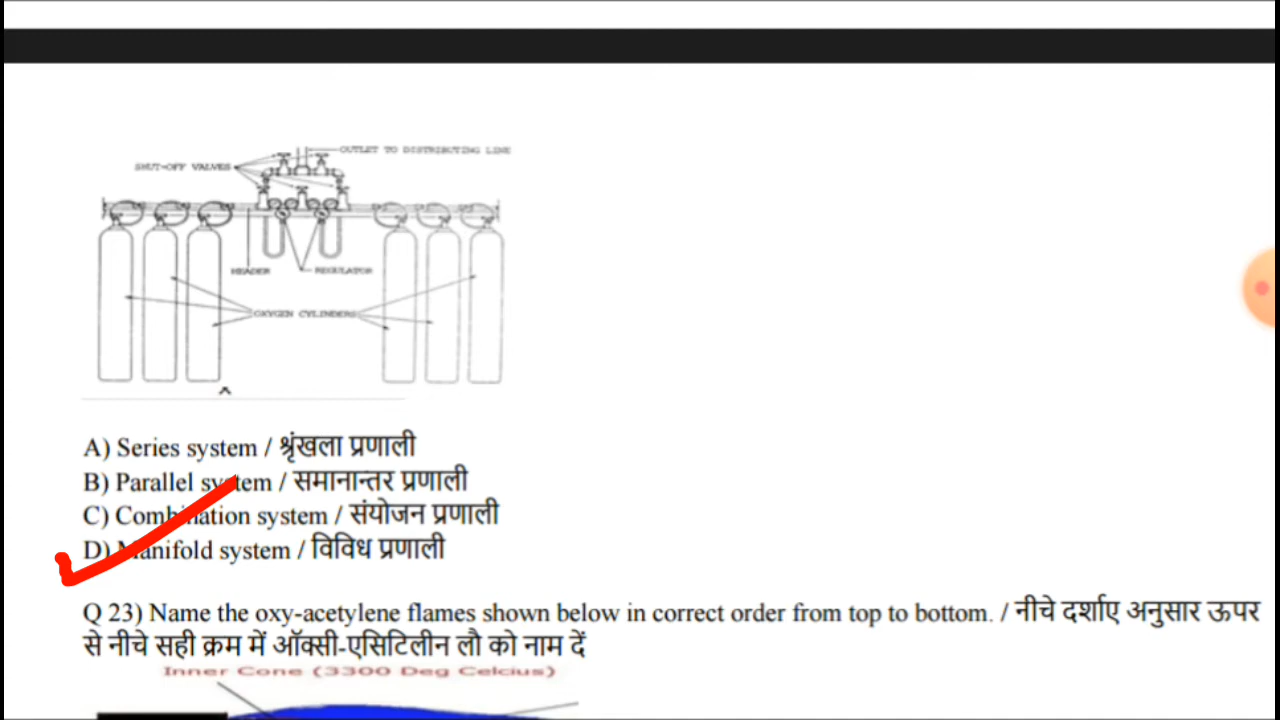 OUTLET TO DISTRIBUTING LINE
SHUT-OFF VALVES
HEADER
REGULATOR
OXYGEN CYLINDERS
A
A) Series system / श्रृंखला प्रणाली
B) Parallel system / समानान्तर प्रणाली
C) Combination system / संयोजन प्रणाली
D) Manifold system / विविध प्रणाली
Q 23) Name the oxy-acetylene flames shown below in correct order from top to bottom. / नीचे दर्शाए अनुसार ऊपर
से नीचे सही क्रम में ऑक्सी-एसिटिलीन लौ को नाम दें
Inner Cone (3300 Deg Celcius)